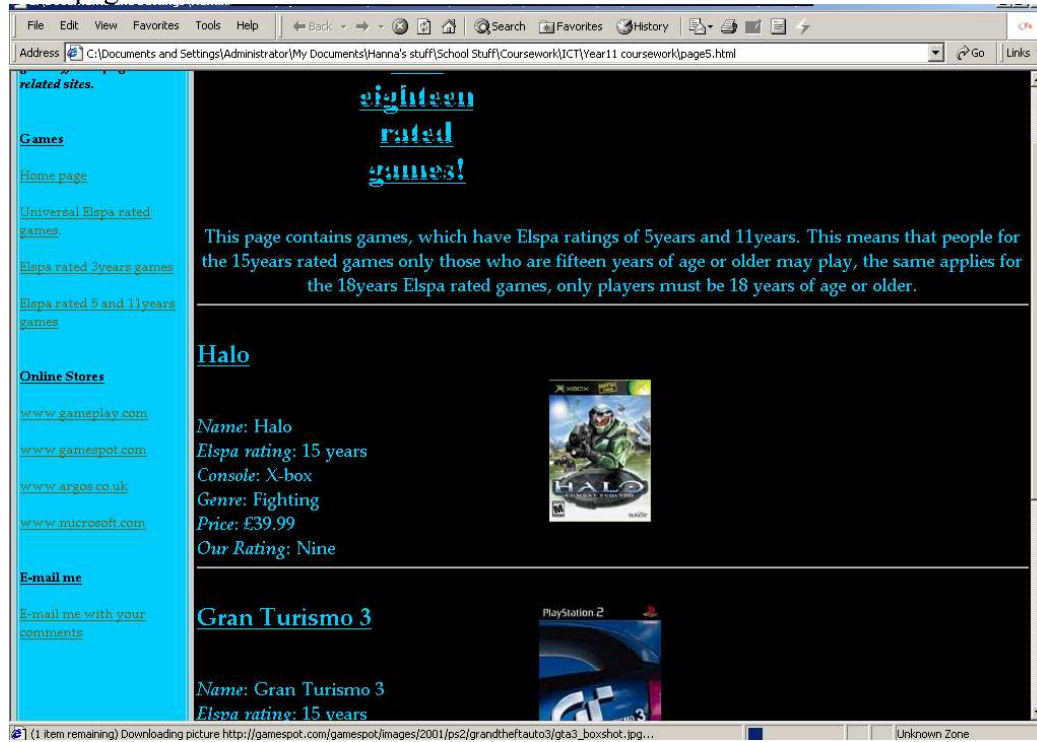 File Edit View Favorites Tools Help Back Search Favorites History
Address C:\Documents and Settings\Administrator\My Documents\Hanna's stuff\School Stuff\Coursework\ICT\Year11 coursework\page5.html Go Links
related sites.
Games
Home page
Universal Elspa rated
games.
Elspa rated 3years games
Elspa rated 5 and 11years
games
Online Stores
www.gameplay.com
www.gamespot.com
www.argos.co.uk
www.microsoft.com
E-mail me
E-mail me with your
comments
eighteen
rated
games!
This page contains games, which have Elspa ratings of 5years and 11years. This means that people for
the 15years rated games only those who are fifteen years of age or older may play, the same applies for
the 18years Elspa rated games, only players must be 18 years of age or older.
Halo
XBOX
HALO
COMBAT EVOLVED
M
Name: Halo
Elspa rating: 15 years
Console: X-box
Genre: Fighting
Price: £39.99
Our Rating: Nine
Gran Turismo 3
PlayStation 2
GT
3
Name: Gran Turismo 3
Elspa rating: 15 years
(1 item remaining) Downloading picture http://gamespot.com/gamespot/images/2001/ps2/grandtheftauto3/gta3_boxshot.jpg... Unknown Zone